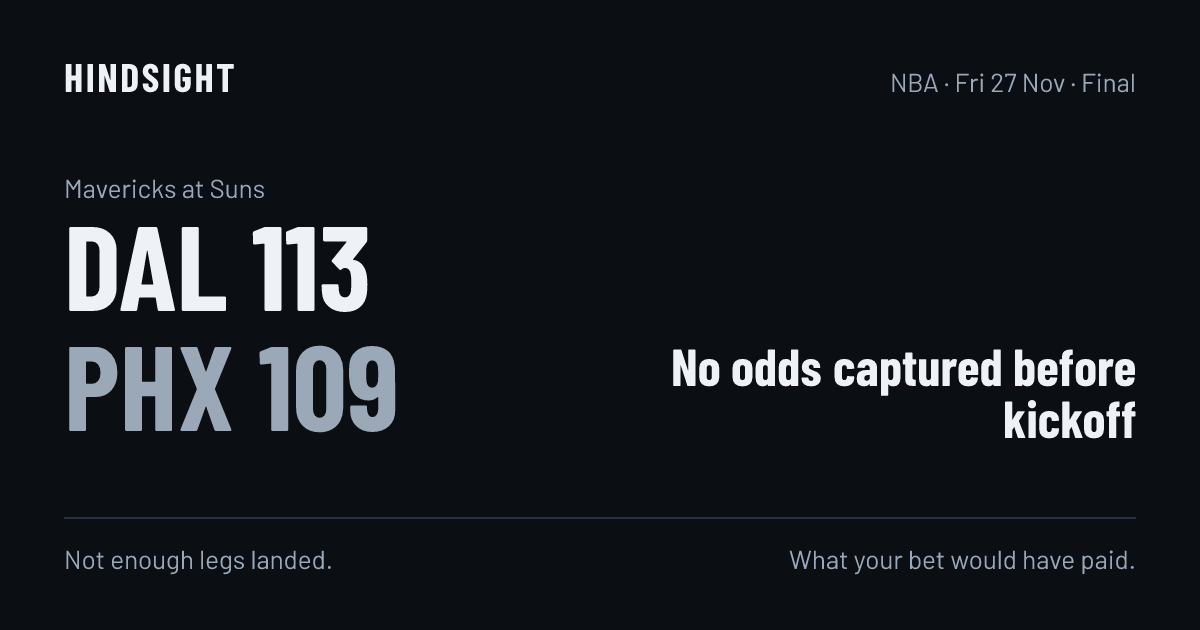 HINDSIGHT
NBA · Fri 27 Nov · Final
Mavericks at Suns
DAL 113
PHX 109
No odds captured before
kickoff
Not enough legs landed.
What your bet would have paid.